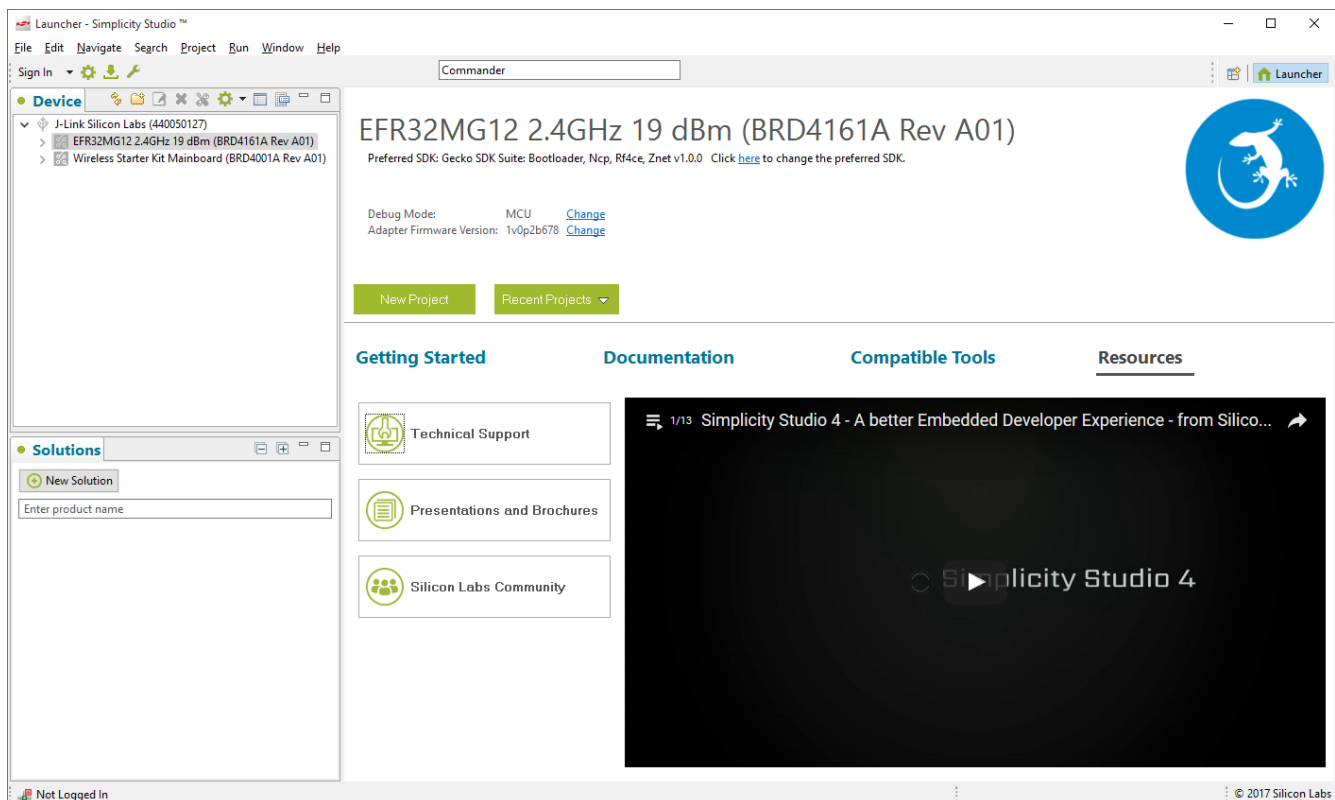 Launcher - Simplicity Studio ™
File Edit Navigate Search Project Run Window Help
Sign In
Commander
Launcher
Device
J-Link Silicon Labs (440050127)
EFR32MG12 2.4GHz 19 dBm (BRD4161A Rev A01)
Wireless Starter Kit Mainboard (BRD4001A Rev A01)
EFR32MG12 2.4GHz 19 dBm (BRD4161A Rev A01)
Preferred SDK: Gecko SDK Suite: Bootloader, Ncp, Rf4ce, Znet v1.0.0 Click here to change the preferred SDK.
Debug Mode: MCU Change
Adapter Firmware Version: 1v0p2b678 Change
New Project
Recent Projects
Getting Started
Documentation
Compatible Tools
Resources
Technical Support
Presentations and Brochures
Silicon Labs Community
1/13 Simplicity Studio 4 - A better Embedded Developer Experience - from Silico...
Simplicity Studio 4
Solutions
New Solution
Enter product name
Not Logged In
© 2017 Silicon Labs